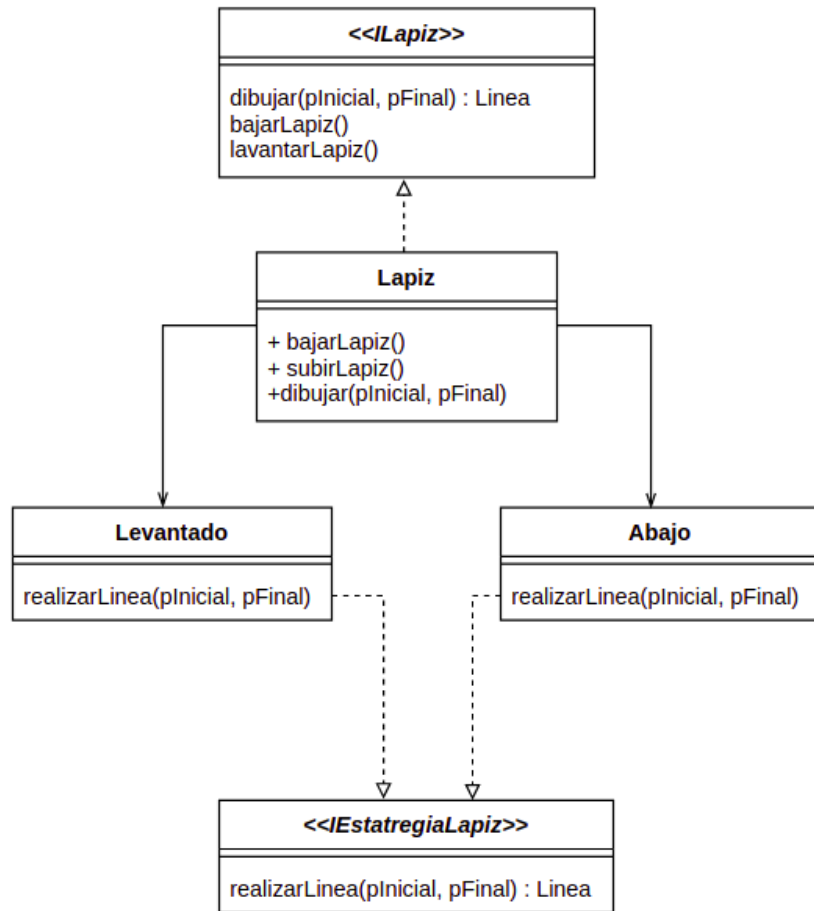 <<ILapiz>>
dibujar(pInicial, pFinal) : Linea
bajarLapiz()
lavantarLapiz()
Lapiz
+ bajarLapiz()
+ subirLapiz()
+dibujar(pInicial, pFinal)
Levantado
realizarLinea(pInicial, pFinal)
Abajo
realizarLinea(pInicial, pFinal)
<<IEstatregiaLapiz>>
realizarLinea(pInicial, pFinal) : Linea